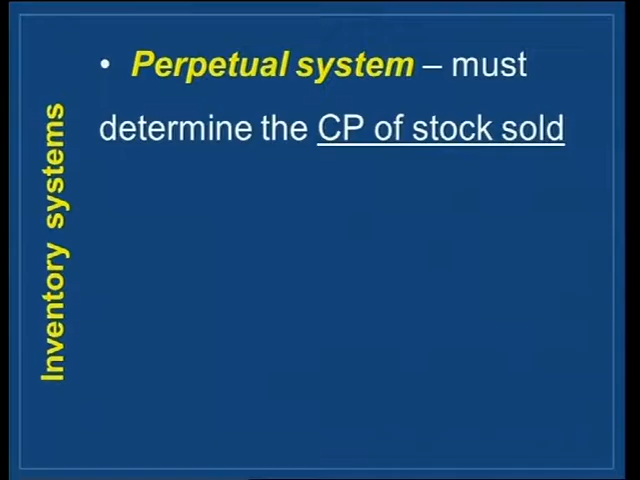 Inventory systems
• Perpetual system – must
determine the CP of stock sold